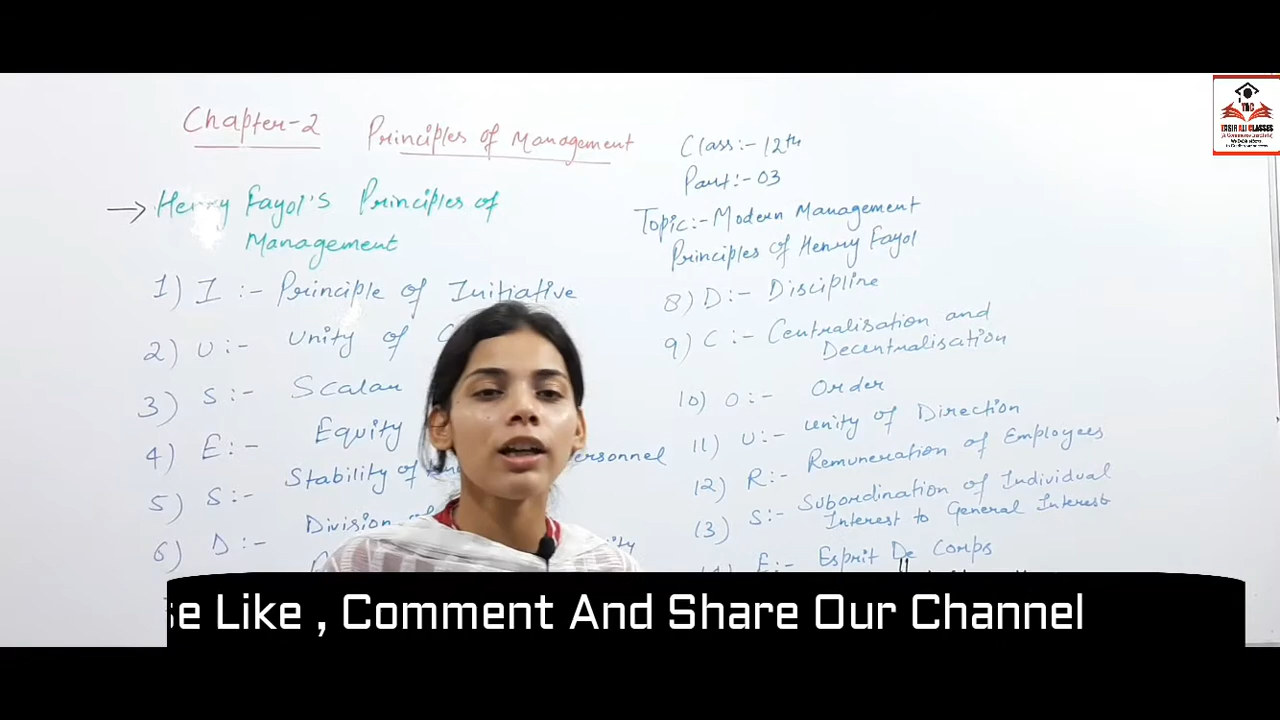 Chapter-2 Principles of Management
→ Henry Fayol's Principles of
Management
1) I :- Principle of Initiative
2) U :- Unity of
3) S :- Scalar
4) E :- Equity
5) S :- Stability of Personnel
6) D :- Division of
Class:- 12th
Part:- 03
Topic:- Modern Management
Principles of Henry Fayol
8) D:- Discipline
9) C :- Centralisation and
Decentralisation
10) O :- Order
11) U :- Unity of Direction
12) R :- Remuneration of Employees
13) S :- Subordination of Individual
Interest to General Interest
E :- Esprit De Corps
Like , Comment And Share Our Channel